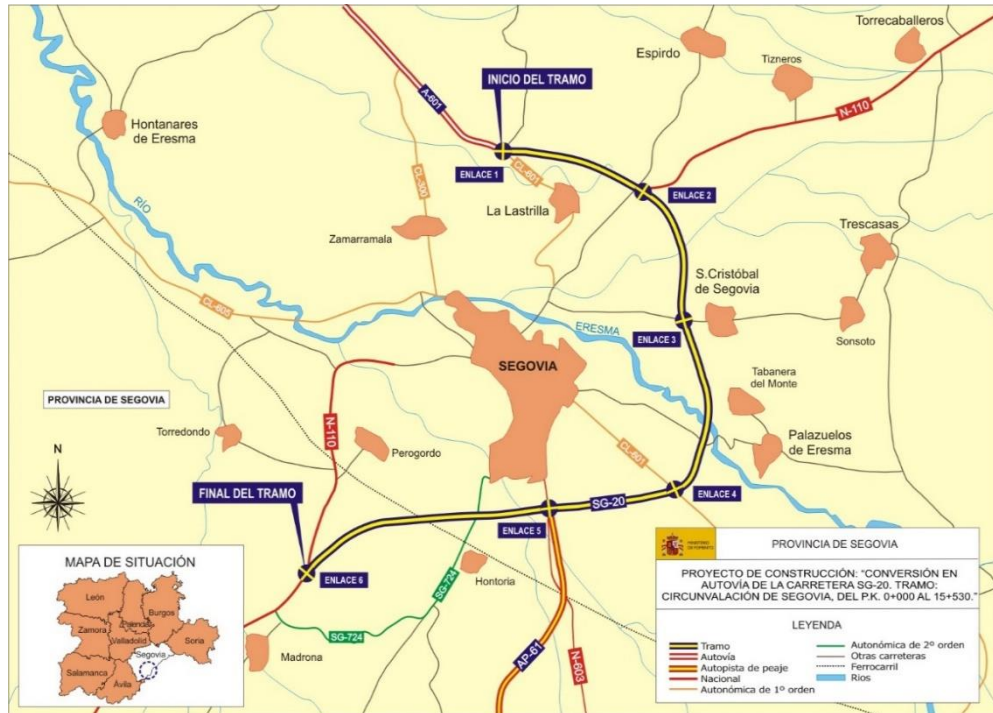 Torrecaballeros
Espirdo
Tizneros
INICIO DEL TRAMO
A-601
N-110
Hontanares
de Eresma
ENLACE 1
CL-601
ENLACE 2
CL-300
La Lastrilla
RÍO
Zamarramala
Trescasas
S.Cristóbal
de Segovia
CL-605
ERESMA
ENLACE 3
Sonsoto
SEGOVIA
Tabanera
del Monte
PROVINCIA DE SEGOVIA
N-110
Torredondo
Perogordo
CL-601
Palazuelos
de Eresma
N
FINAL DEL TRAMO
SG-20
ENLACE 4
ENLACE 5
PROVINCIA DE SEGOVIA
MINISTERIO
DE FOMENTO
MAPA DE SITUACIÓN
ENLACE 6
Hontoria
PROYECTO DE CONSTRUCCIÓN: “CONVERSIÓN EN
AUTOVÍA DE LA CARRETERA SG-20. TRAMO:
CIRCUNVALACIÓN DE SEGOVIA, DEL P.K. 0+000 AL 15+530.”
León
Burgos
Palencia
Zamora
Valladolid
Soria
Segovia
Salamanca
Ávila
SG-724
SG-724
Madrona
AP-61
N-603
LEYENDA
Tramo
Autovía
Autopista de peaje
Nacional
Autonómica de 1º orden
Autonómica de 2º orden
Otras carreteras
Ferrocarril
Rios